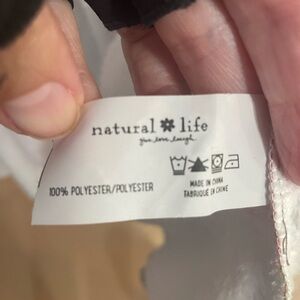 natural life
give love laugh
100% POLYESTER/POLYESTER
MADE IN CHINA
FABRIQUÉ EN CHINE